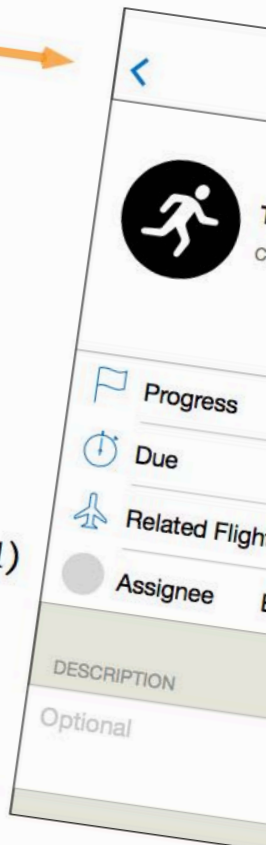 T
C
Progress
Due
Related Fligh
)
Assignee E
DESCRIPTION
Optional